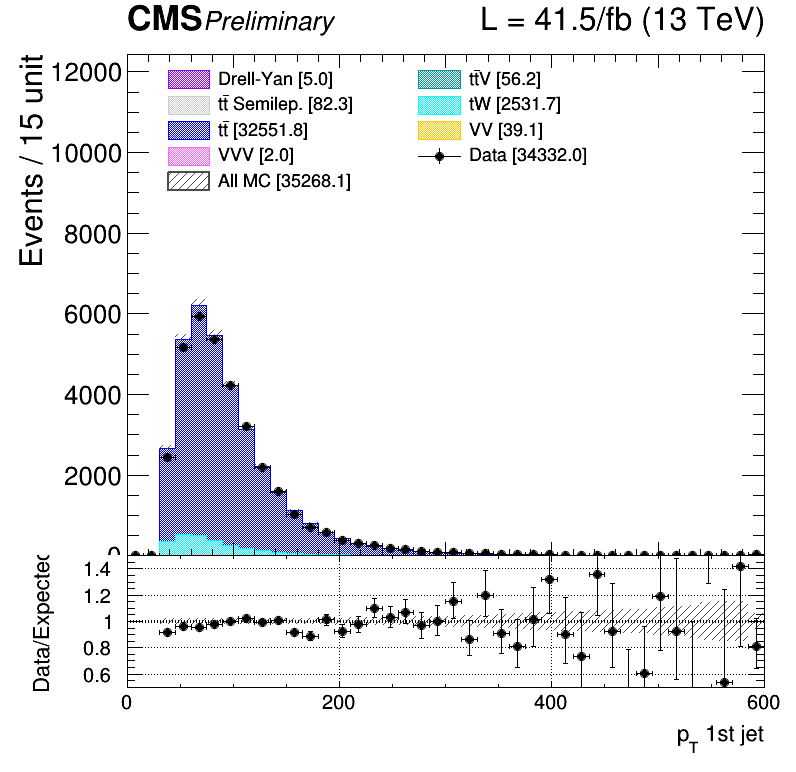 CMS Preliminary L = 41.5/fb (13 TeV)
Events / 15 unit
12000
10000
8000
6000
4000
2000
0
Drell-Yan [5.0]
tt̄ Semilep. [82.3]
tt̄ [32551.8]
VVV [2.0]
All MC [35268.1]
tt̄V [56.2]
tW [2531.7]
VV [39.1]
Data [34332.0]
Data/Expected
1.4
1.2
1
0.8
0.6
0 200 400 600
p_T 1st jet